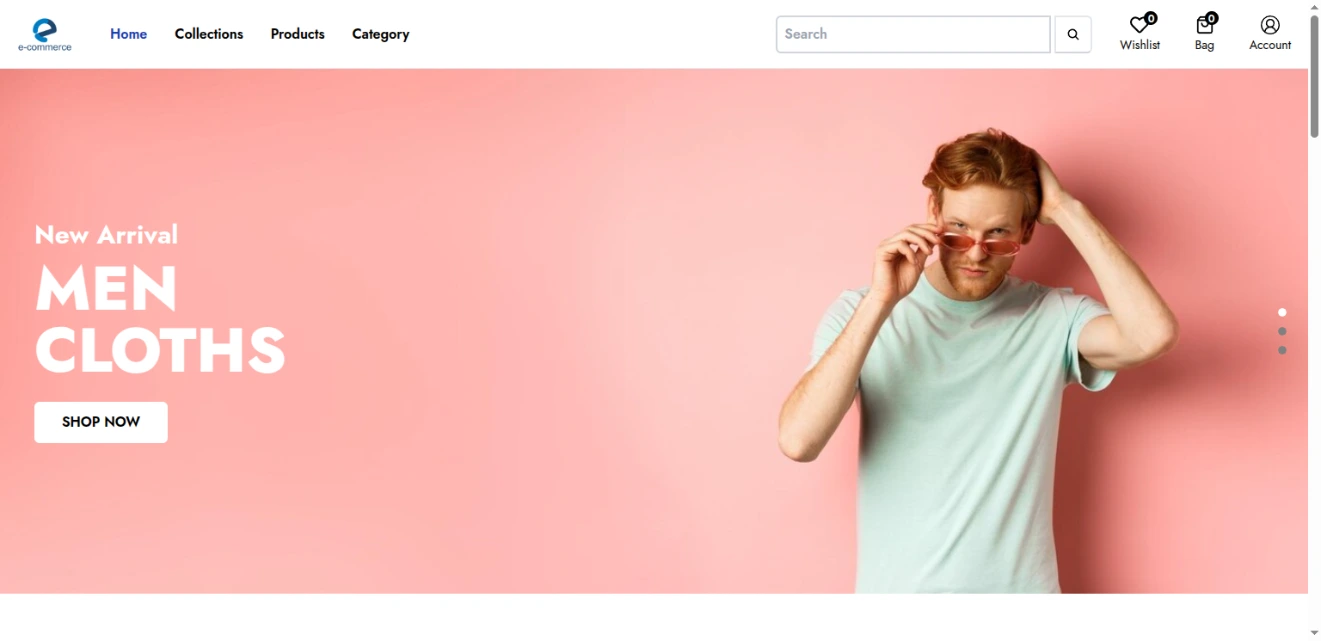 e-commerce
Home
Collections
Products
Category
Search
0
Wishlist
0
Bag
Account
New Arrival
MEN
CLOTHS
SHOP NOW